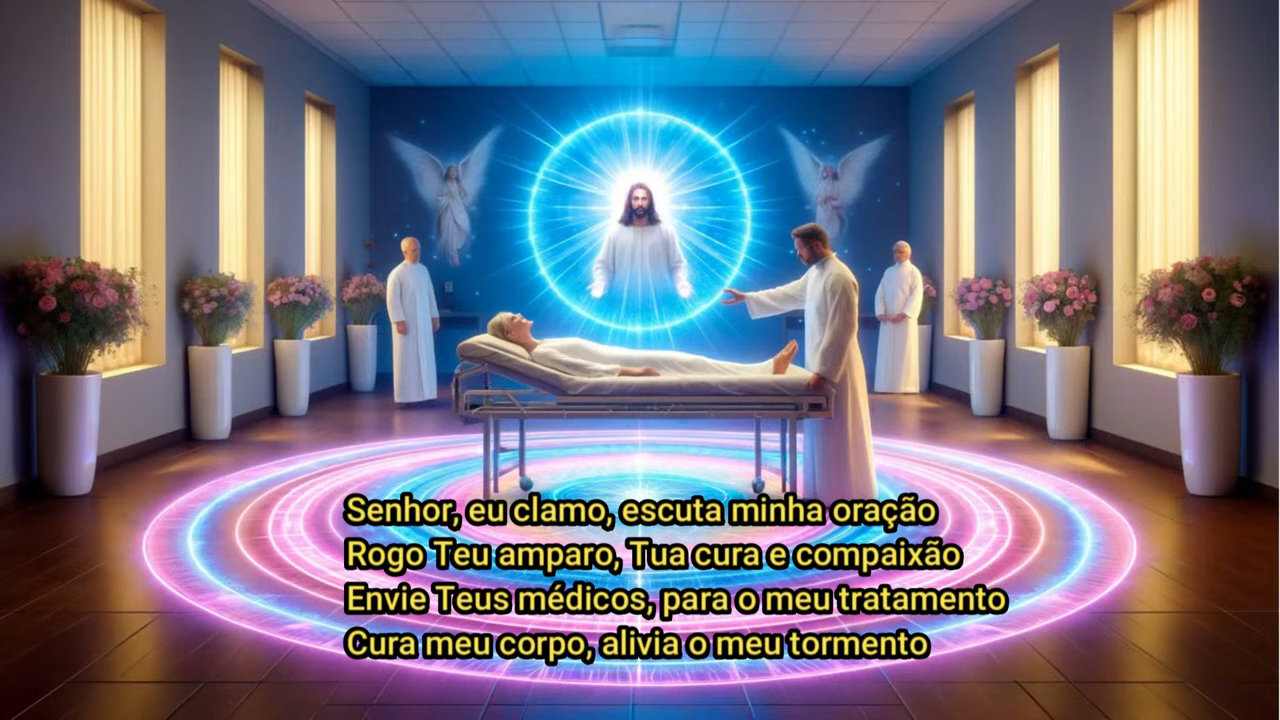 Senhor, eu clamo, escuta minha oração
Rogo Teu amparo, Tua cura e compaixão
Envie Teus médicos, para o meu tratamento
Cura meu corpo, alivia o meu tormento